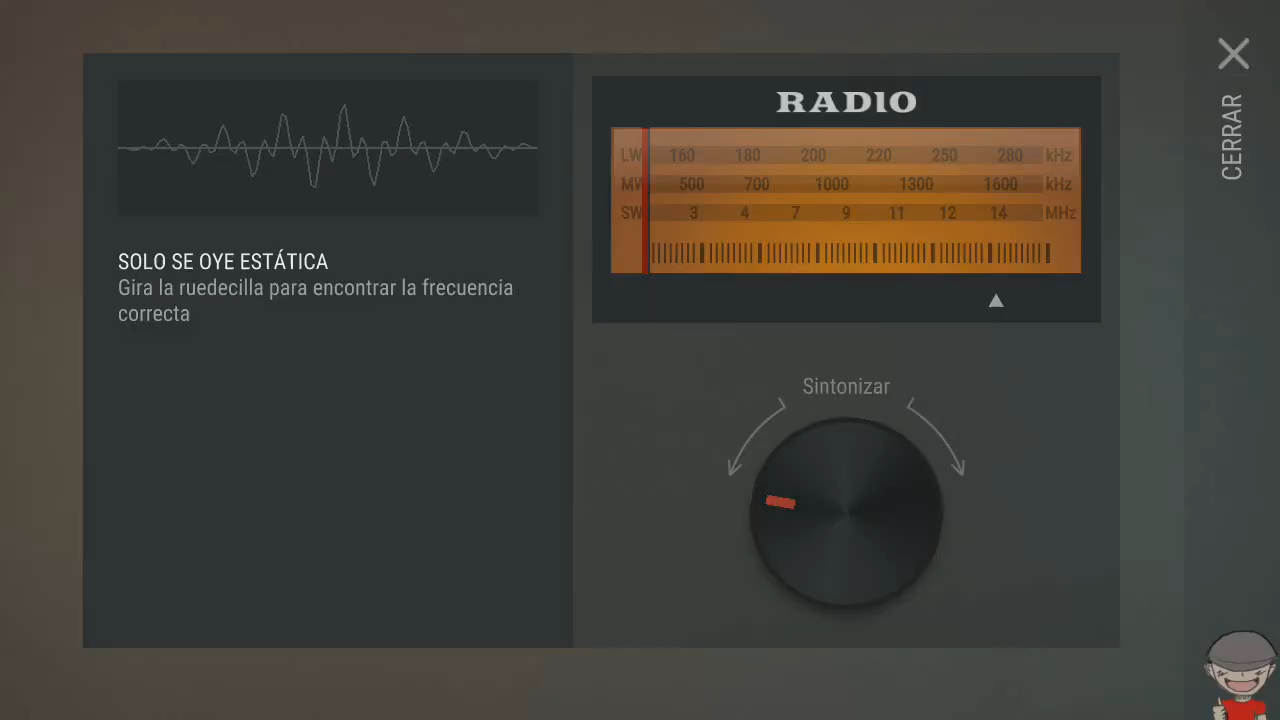 CERRAR
SOLO SE OYE ESTÁTICA
Gira la ruedecilla para encontrar la frecuencia
correcta
RADIO
LW 160 180 200 220 250 280 kHz
MW 500 700 1000 1300 1600 kHz
SW 3 4 7 9 11 12 14 MHz
Sintonizar